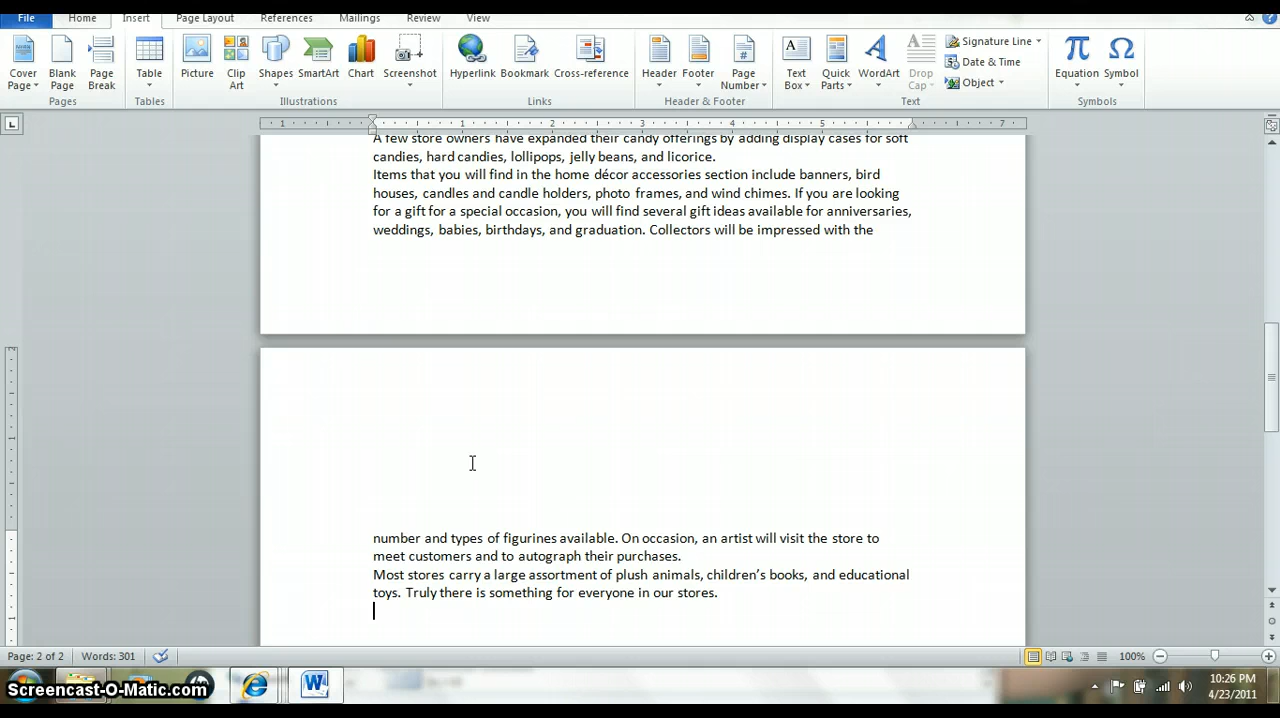 File Home Insert Page Layout References Mailings Review View
Cover Page Blank Page Page Break Table Picture Clip Art Shapes SmartArt Chart Screenshot Hyperlink Bookmark Cross-reference Header Footer Page Number Text Box Quick Parts WordArt Drop Cap Signature Line Date & Time Object Equation Symbol
Pages Tables Illustrations Links Header & Footer Text Symbols
1 1 2 3 4 5 7
A few store owners have expanded their candy offerings by adding display cases for soft
candies, hard candies, lollipops, jelly beans, and licorice.
Items that you will find in the home décor accessories section include banners, bird
houses, candles and candle holders, photo frames, and wind chimes. If you are looking
for a gift for a special occasion, you will find several gift ideas available for anniversaries,
weddings, babies, birthdays, and graduation. Collectors will be impressed with the
number and types of figurines available. On occasion, an artist will visit the store to
meet customers and to autograph their purchases.
Most stores carry a large assortment of plush animals, children's books, and educational
toys. Truly there is something for everyone in our stores.
Page: 2 of 2 Words: 301 100%
Screencast-O-Matic.com 10:26 PM
4/23/2011